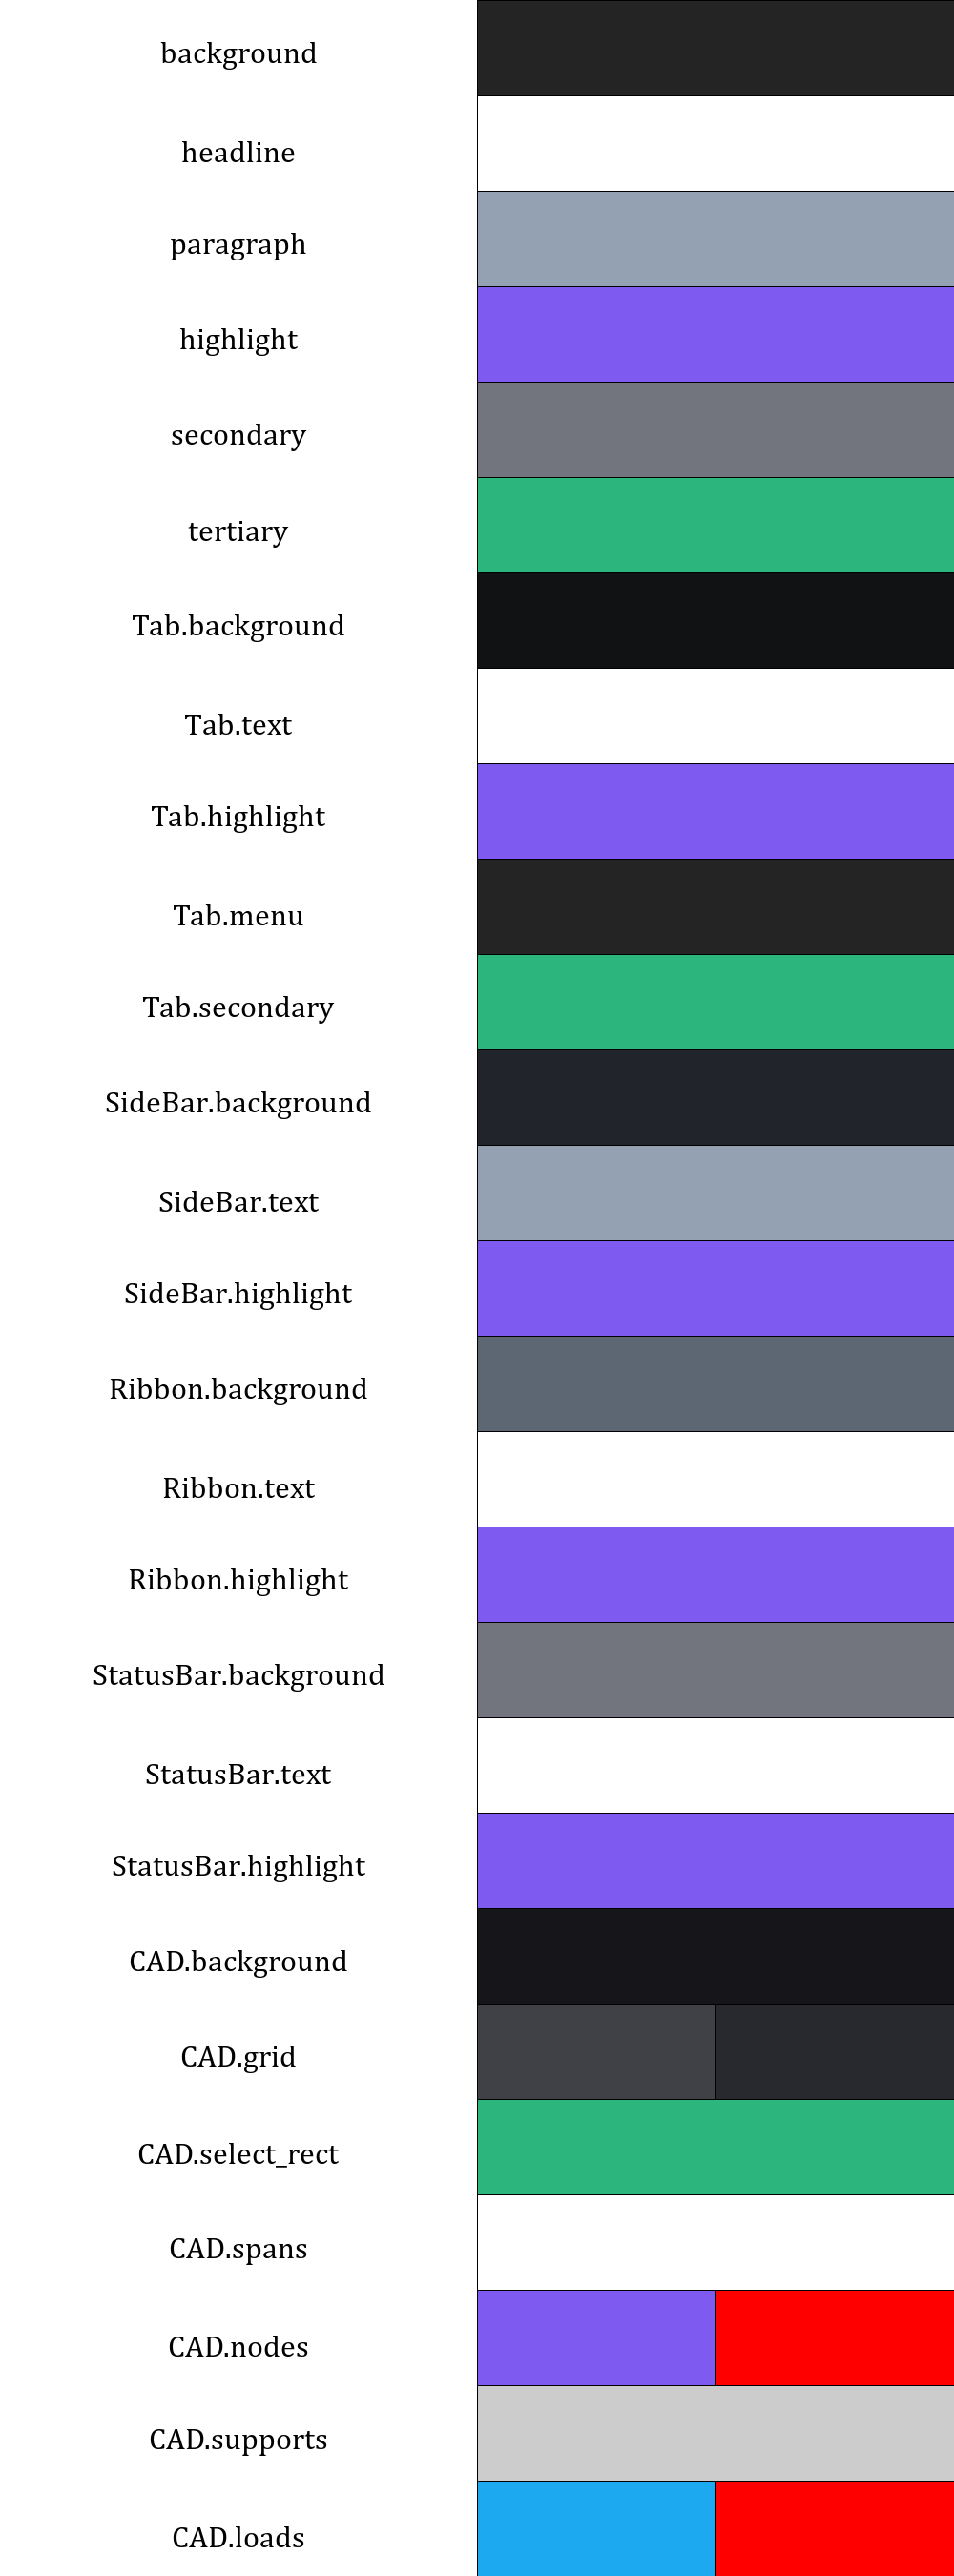 background
headline
paragraph
highlight
secondary
tertiary
Tab.background
Tab.text
Tab.highlight
Tab.menu
Tab.secondary
SideBar.background
SideBar.text
SideBar.highlight
Ribbon.background
Ribbon.text
Ribbon.highlight
StatusBar.background
StatusBar.text
StatusBar.highlight
CAD.background
CAD.grid
CAD.select_rect
CAD.spans
CAD.nodes
CAD.supports
CAD.loads